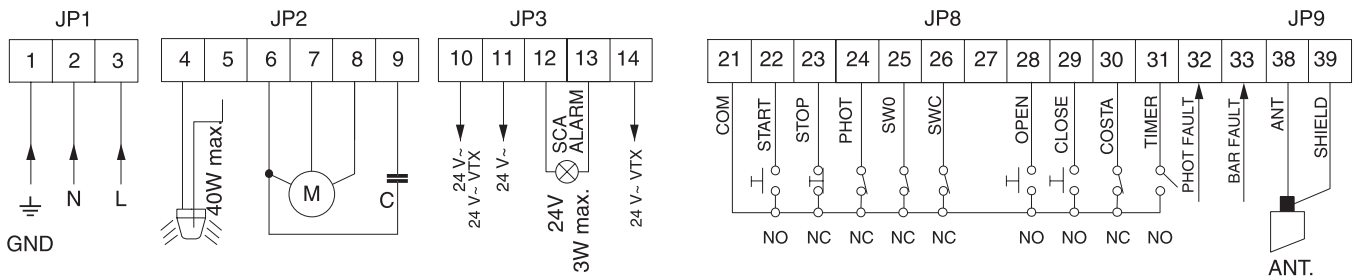 JP1 JP2 JP3 JP8 JP9
1 2 3 4 5 6 7 8 9 10 11 12 13 14 21 22 23 24 25 26 27 28 29 30 31 32 33 38 39
GND
N
L
40W max.
M
C
24 V~
24 V~ VTX
24 V~
SCA
ALARM
24V
3W max.
24 V~ VTX
COM
START
STOP
PHOT
SW0
SWC
OPEN
CLOSE
COSTA
TIMER
PHOT FAULT
BAR FAULT
ANT
SHIELD
NO NC NC NC NC NO NO NC NO
ANT.